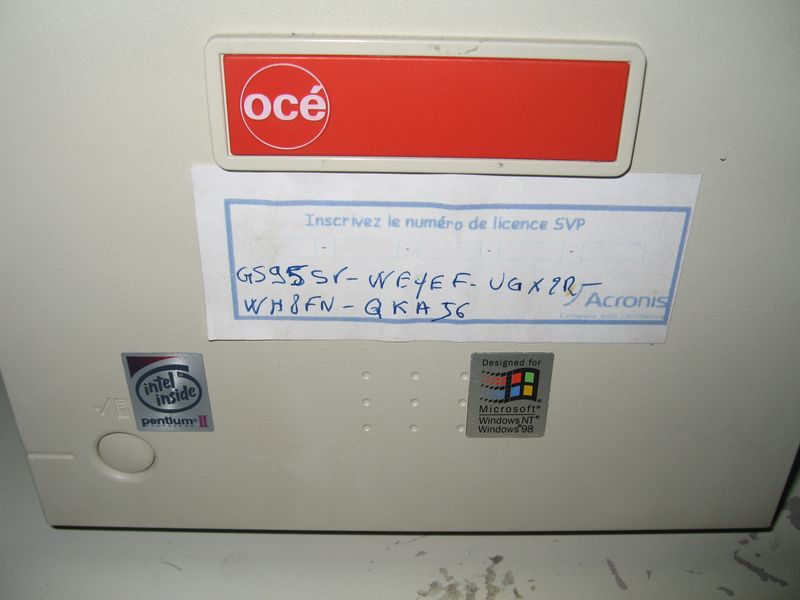 océ
Inscrivez le numéro de licence SVP
GS95SV-WE4EF-UGX9R-
WH8FN-QKA56
Acronis
intel
inside
pentium II
Designed for
Microsoft
Windows NT
Windows 98